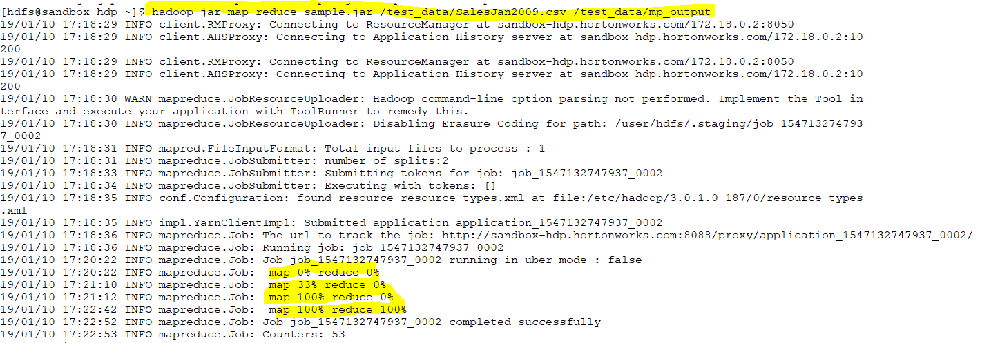 [hdfs@sandbox-hdp ~]$ hadoop jar map-reduce-sample.jar /test_data/SalesJan2009.csv /test_data/mp_output
19/01/10 17:18:29 INFO client.RMProxy: Connecting to ResourceManager at sandbox-hdp.hortonworks.com/172.18.0.2:8050
19/01/10 17:18:29 INFO client.AHSProxy: Connecting to Application History server at sandbox-hdp.hortonworks.com/172.18.0.2:10
200
19/01/10 17:18:29 INFO client.RMProxy: Connecting to ResourceManager at sandbox-hdp.hortonworks.com/172.18.0.2:8050
19/01/10 17:18:29 INFO client.AHSProxy: Connecting to Application History server at sandbox-hdp.hortonworks.com/172.18.0.2:10
200
19/01/10 17:18:30 WARN mapreduce.JobResourceUploader: Hadoop command-line option parsing not performed. Implement the Tool in
terface and execute your application with ToolRunner to remedy this.
19/01/10 17:18:30 INFO mapreduce.JobResourceUploader: Disabling Erasure Coding for path: /user/hdfs/.staging/job_154713274793
7_0002
19/01/10 17:18:31 INFO mapred.FileInputFormat: Total input files to process : 1
19/01/10 17:18:31 INFO mapreduce.JobSubmitter: number of splits:2
19/01/10 17:18:33 INFO mapreduce.JobSubmitter: Submitting tokens for job: job_1547132747937_0002
19/01/10 17:18:34 INFO mapreduce.JobSubmitter: Executing with tokens: []
19/01/10 17:18:35 INFO conf.Configuration: found resource resource-types.xml at file:/etc/hadoop/3.0.1.0-187/0/resource-types
.xml
19/01/10 17:18:35 INFO impl.YarnClientImpl: Submitted application application_1547132747937_0002
19/01/10 17:18:36 INFO mapreduce.Job: The url to track the job: http://sandbox-hdp.hortonworks.com:8088/proxy/application_1547132747937_0002/
19/01/10 17:18:36 INFO mapreduce.Job: Running job: job_1547132747937_0002
19/01/10 17:20:22 INFO mapreduce.Job: Job job_1547132747937_0002 running in uber mode : false
19/01/10 17:20:22 INFO mapreduce.Job:  map 0% reduce 0%
19/01/10 17:21:10 INFO mapreduce.Job:  map 33% reduce 0%
19/01/10 17:21:12 INFO mapreduce.Job:  map 100% reduce 0%
19/01/10 17:22:42 INFO mapreduce.Job:  map 100% reduce 100%
19/01/10 17:22:52 INFO mapreduce.Job: Job job_1547132747937_0002 completed successfully
19/01/10 17:22:53 INFO mapreduce.Job: Counters: 53